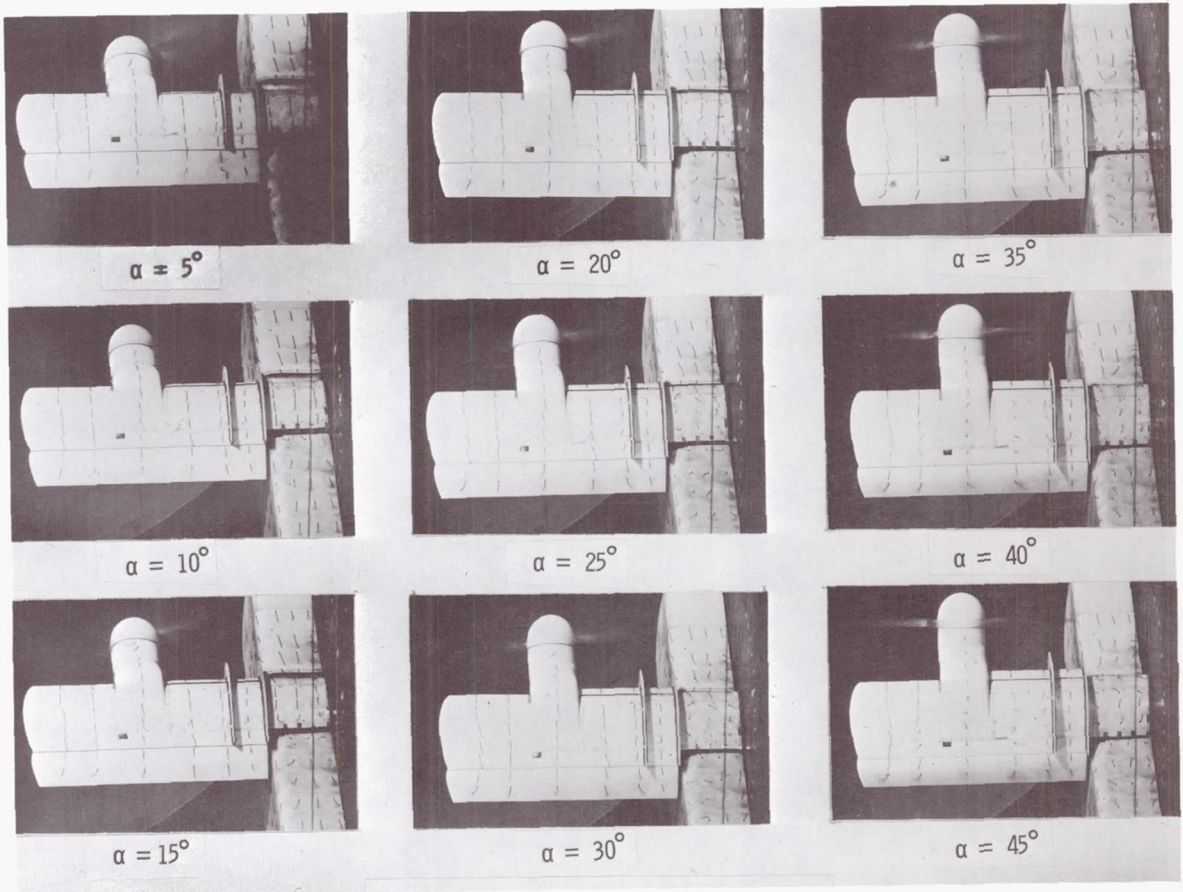 α = 5°
α = 20°
α = 35°
α = 10°
α = 25°
α = 40°
α = 15°
α = 30°
α = 45°